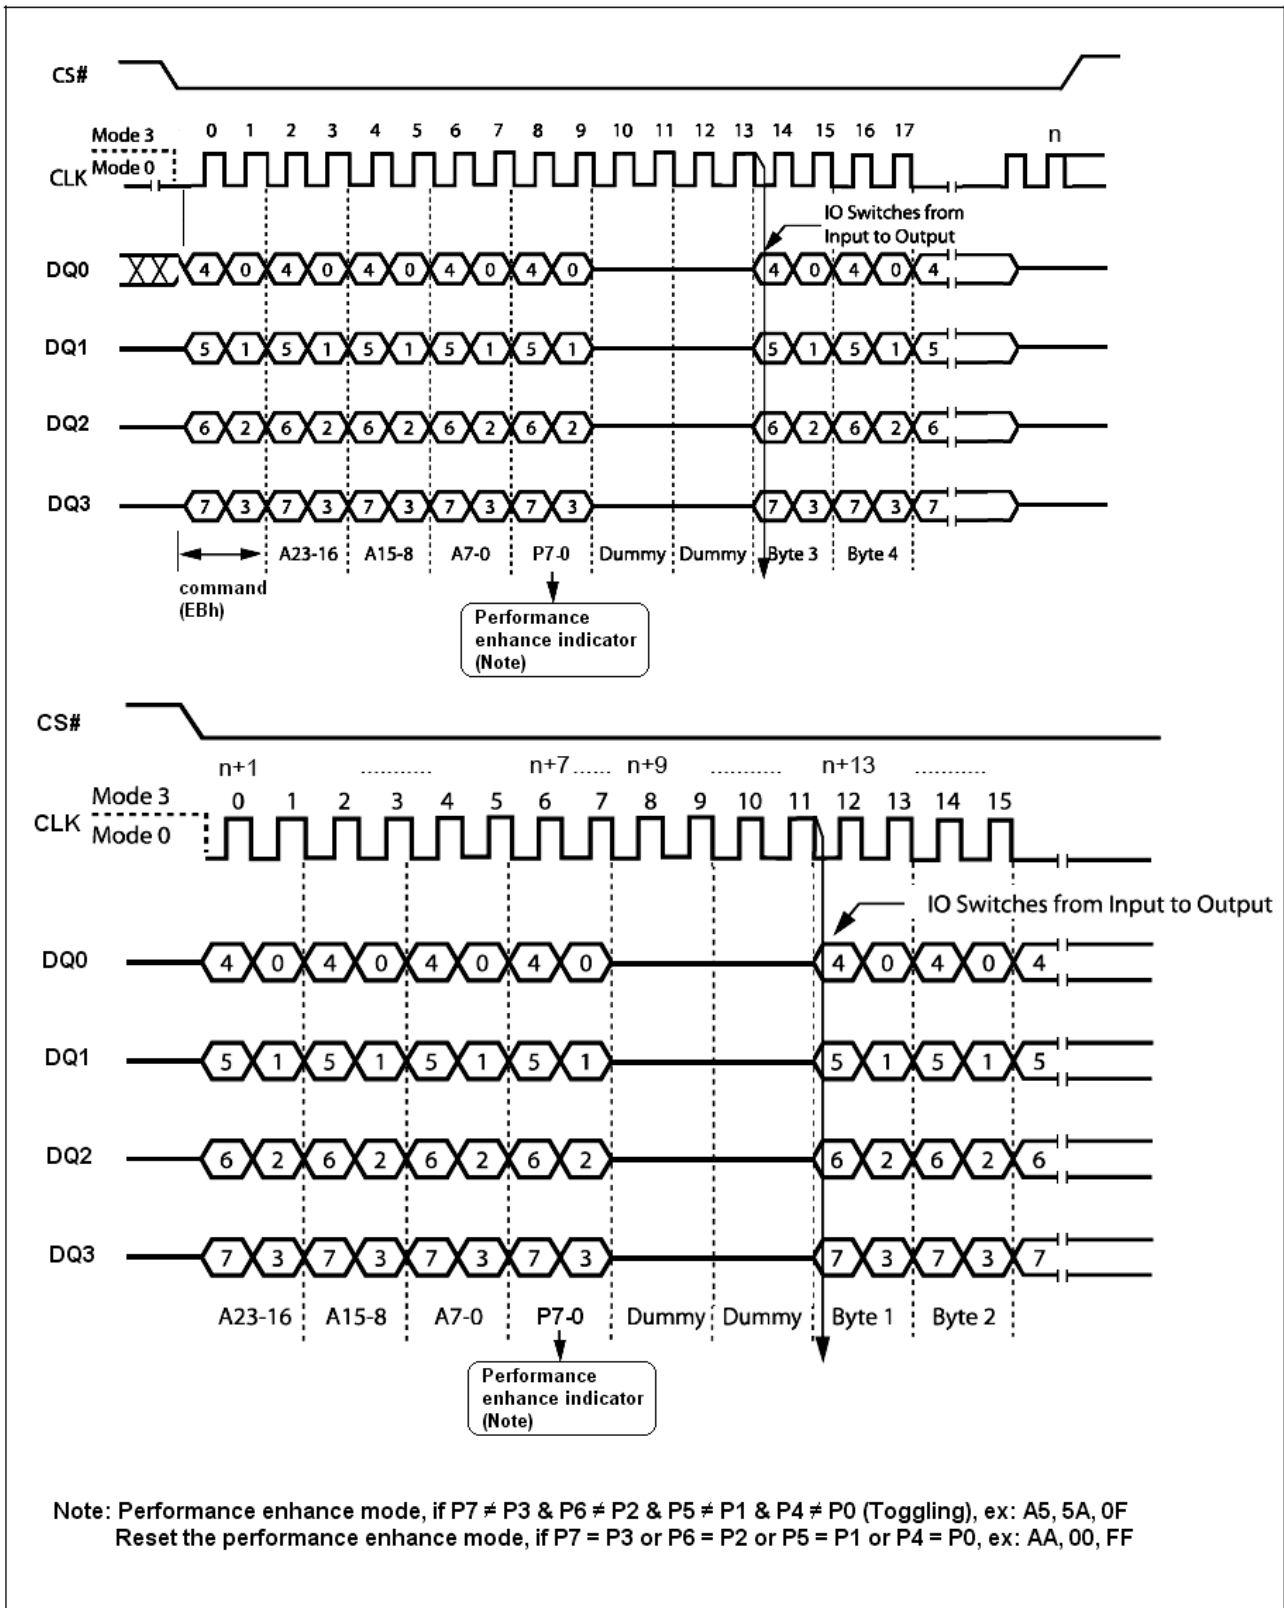 CS#
0 1 2 3 4 5 6 7 8 9 10 11 12 13 14 15 16 17 n
Mode 3
Mode 0
CLK
IO Switches from
Input to Output
DQ0 4 0 4 0 4 0 4 0 4 0 4 0 4 0 4
DQ1 5 1 5 1 5 1 5 1 5 1 5 1 5 1 5
DQ2 6 2 6 2 6 2 6 2 6 2 6 2 6 2 6
DQ3 7 3 7 3 7 3 7 3 7 3 7 3 7 3 7
A23-16 A15-8 A7-0 P7-0 Dummy Dummy Byte 3 Byte 4
command
(EBh)
Performance
enhance indicator
(Note)
CS#
n+1 .......... n+7...... n+9 .......... n+13 ..........
Mode 3
0 1 2 3 4 5 6 7 8 9 10 11 12 13 14 15
CLK
Mode 0
IO Switches from Input to Output
DQ0 4 0 4 0 4 0 4 0 4 0 4 0 4
DQ1 5 1 5 1 5 1 5 1 5 1 5 1 5
DQ2 6 2 6 2 6 2 6 2 6 2 6 2 6
DQ3 7 3 7 3 7 3 7 3 7 3 7 3 7
A23-16 A15-8 A7-0 P7-0 Dummy Dummy Byte 1 Byte 2
Performance
enhance indicator
(Note)
Note: Performance enhance mode, if P7 ≠ P3 & P6 ≠ P2 & P5 ≠ P1 & P4 ≠ P0 (Toggling), ex: A5, 5A, 0F
Reset the performance enhance mode, if P7 = P3 or P6 = P2 or P5 = P1 or P4 = P0, ex: AA, 00, FF